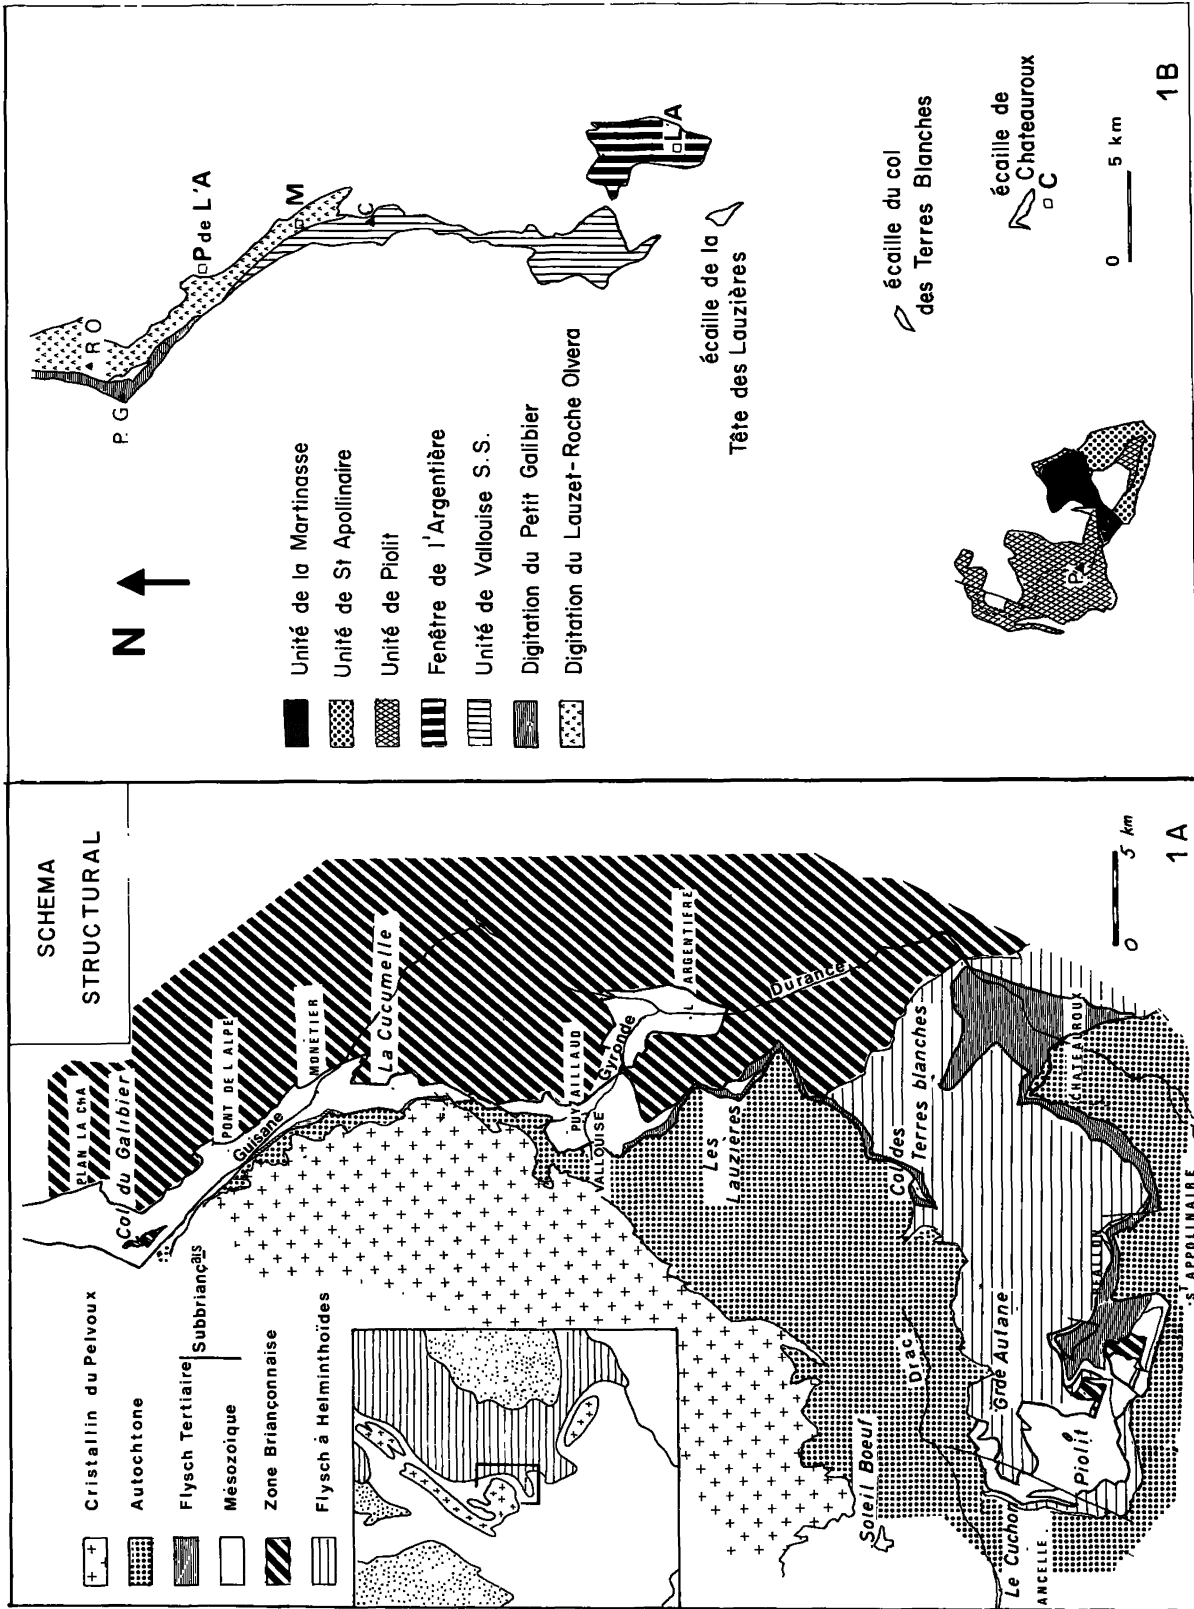 SCHEMA
STRUCTURAL
Cristallin du Pelvoux
Autochtone
Flysch Tertiaire
Mésozoique
Subbriançais
Zone Briançonnaise
Flysch à Helminthoïdes
PLAN LA CHA
Col du Galibier
PONT DE L'ALPE
Guisane
MONETIER
La Cucumelle
PUY AILLAUD
VALLOUISE
Gyronde
L' ARGENTIERE
Durance
Les
Lauzières
Col des
Terres blanches
CHATEAUROUX
REALLON
ST APPOLINAIRE
Drac
Grde Autane
Soleil Boeuf
Piolit
Le Cuchon
ANCELLE
0 5 km
1A
N
P. G
R O
P de L'A
M
C
L'A
Unité de la Martinasse
Unité de St Apollinaire
Unité de Piolit
Fenêtre de l'Argentière
Unité de Vallouise S.S.
Digitation du Petit Galibier
Digitation du Lauzet-Roche Olvera
écaille de la
Tête des Lauzières
écaille du col
des Terres Blanches
écaille de
Chateauroux
C
P.
0 5 km
1B